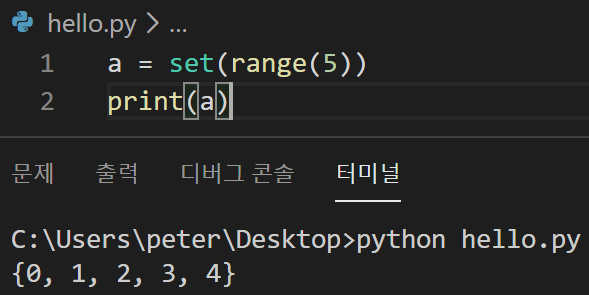 hello.py > ...
1 a = set(range(5))
2 print(a)
문제 출력 디버그 콘솔 터미널
C:\Users\peter\Desktop>python hello.py
{0, 1, 2, 3, 4}